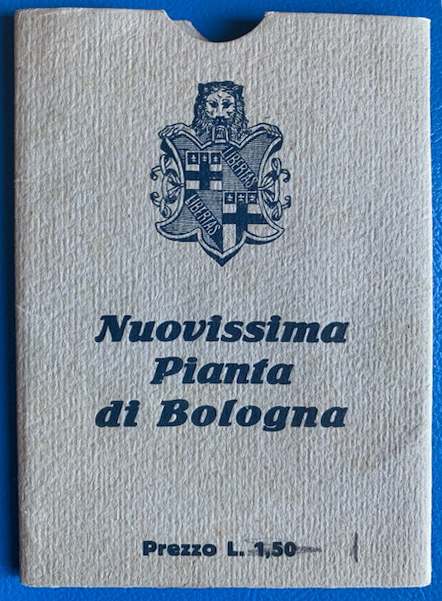 LIBERTAS
LIBERTAS
Nuovissima
Pianta
di Bologna
Prezzo L. 1,50